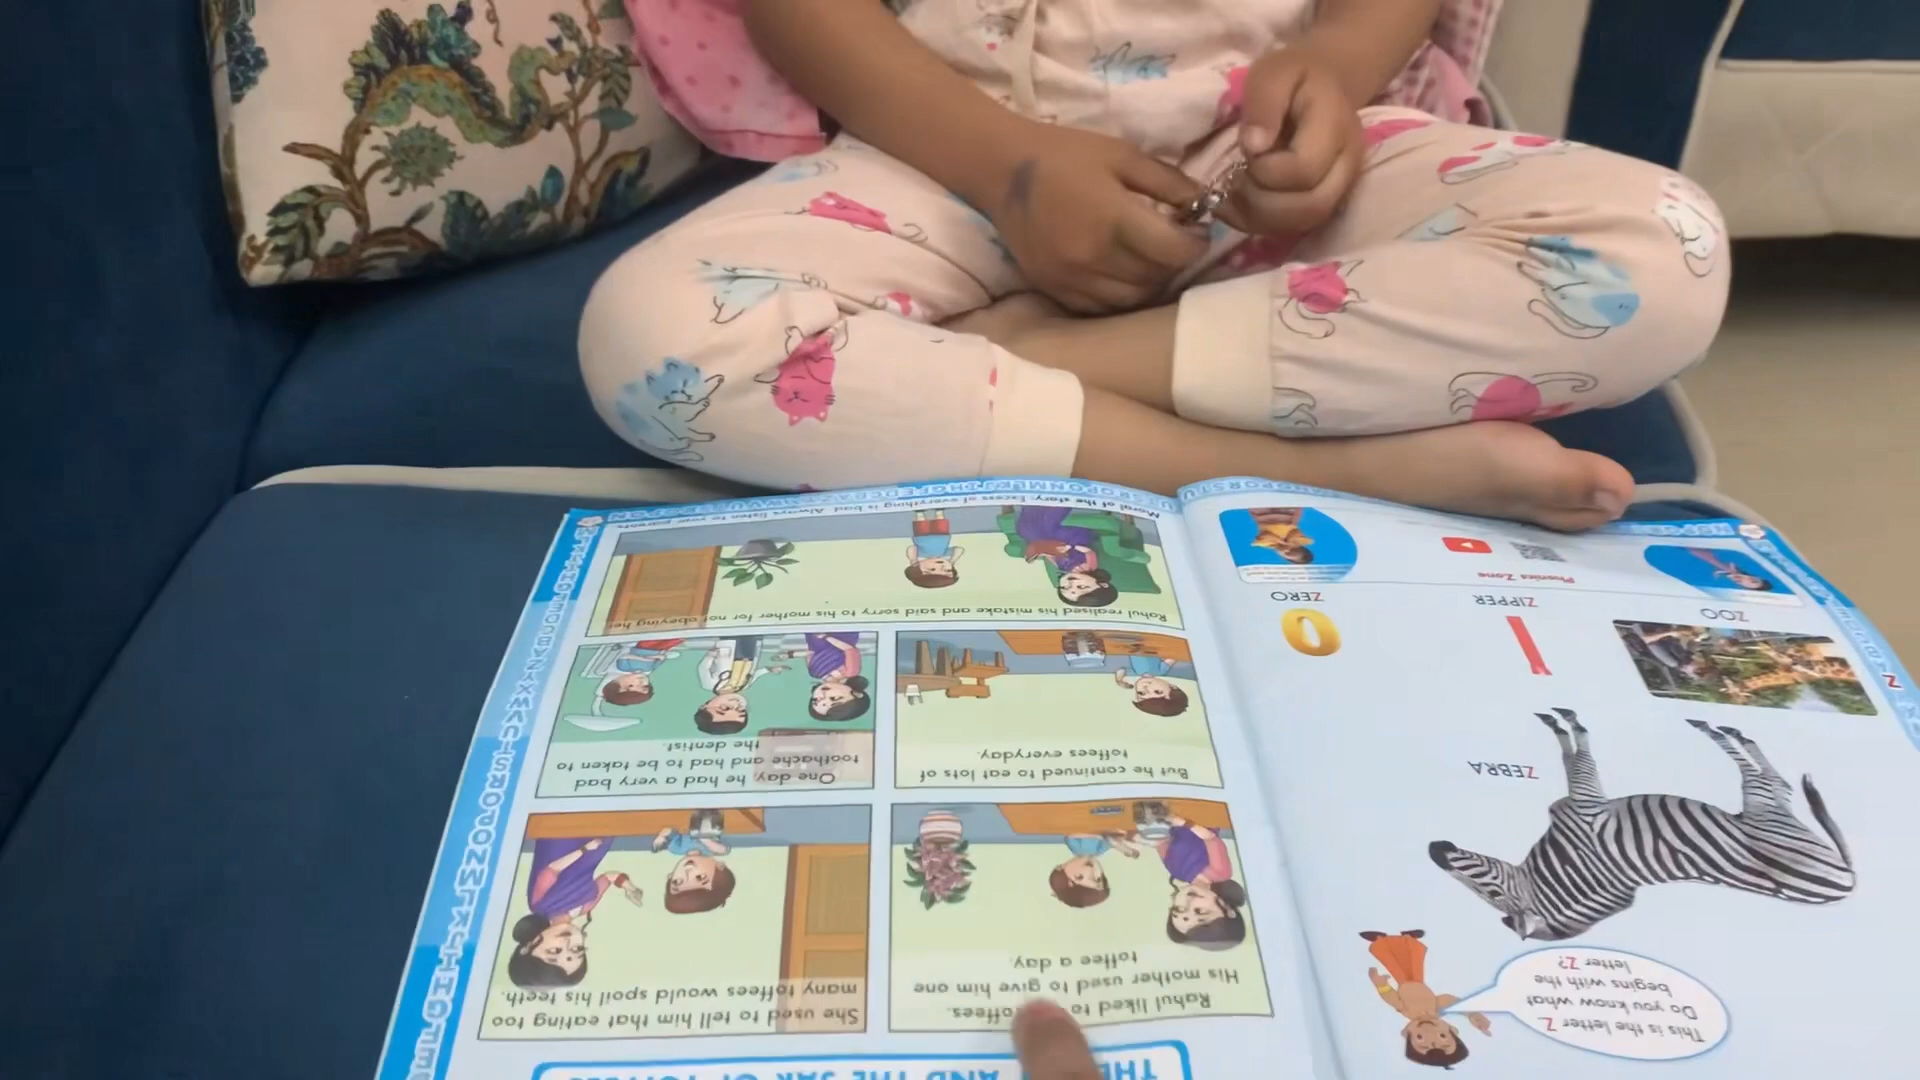 AND THE JAR OF TOFFEES
Rahul liked to toffees.
His mother used to give him one
toffee a day.
She used to tell him that eating too
many toffees would spoil his teeth.
But he continued to eat lots of
toffees everyday.
One day, he had a very bad
toothache and had to be taken to
the dentist.
Rahul realised his mistake and said sorry to his mother for not obeying her
Moral of the story: Excess of everything is bad. Always listen to your parents.
This is the letter Z
Do you know what
begins with the
letter Z?
ZEBRA
ZOO
ZIPPER
ZERO
Phonics Zone